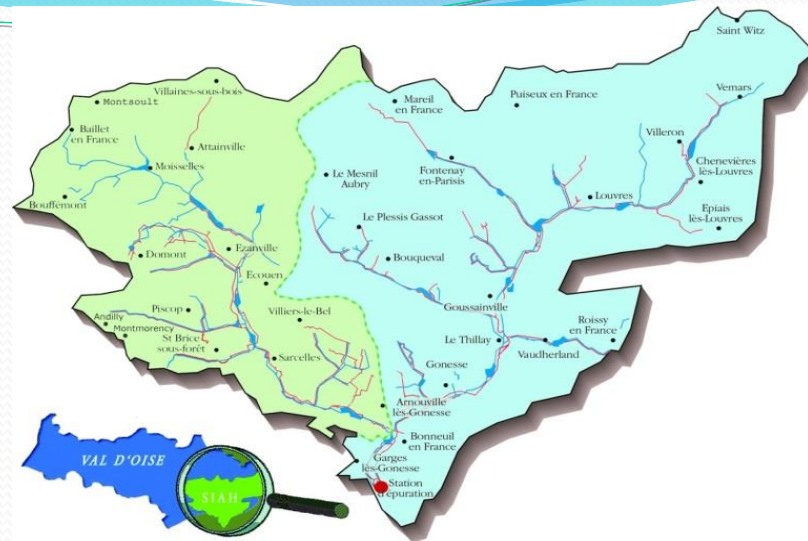 Saint Witz
Villaines-sous-bois
Montsoult
Mareil
en France
Puiseux en France
Vemars
Baillet
en France
Attainville
Villeron
Moisselles
Fontenay
en-Parisis
Chenevières
lès-Louvres
Le Mesnil
Aubry
Bouffémont
Louvres
Epiais
lès-Louvres
Le Plessis Gassot
Ezanville
Domont
Bouqueval
Ecouen
Goussainville
Piscop
Villiers-le-Bel
Roissy
en France
Andilly
Montmorency
St Brice
sous-forêt
Le Thillay
Vaudherland
Sarcelles
Gonesse
Arnouville
lès-Gonesse
Bonneuil
en France
VAL D'OISE
Garges
lès-Gonesse
Station
d'épuration
SIAH